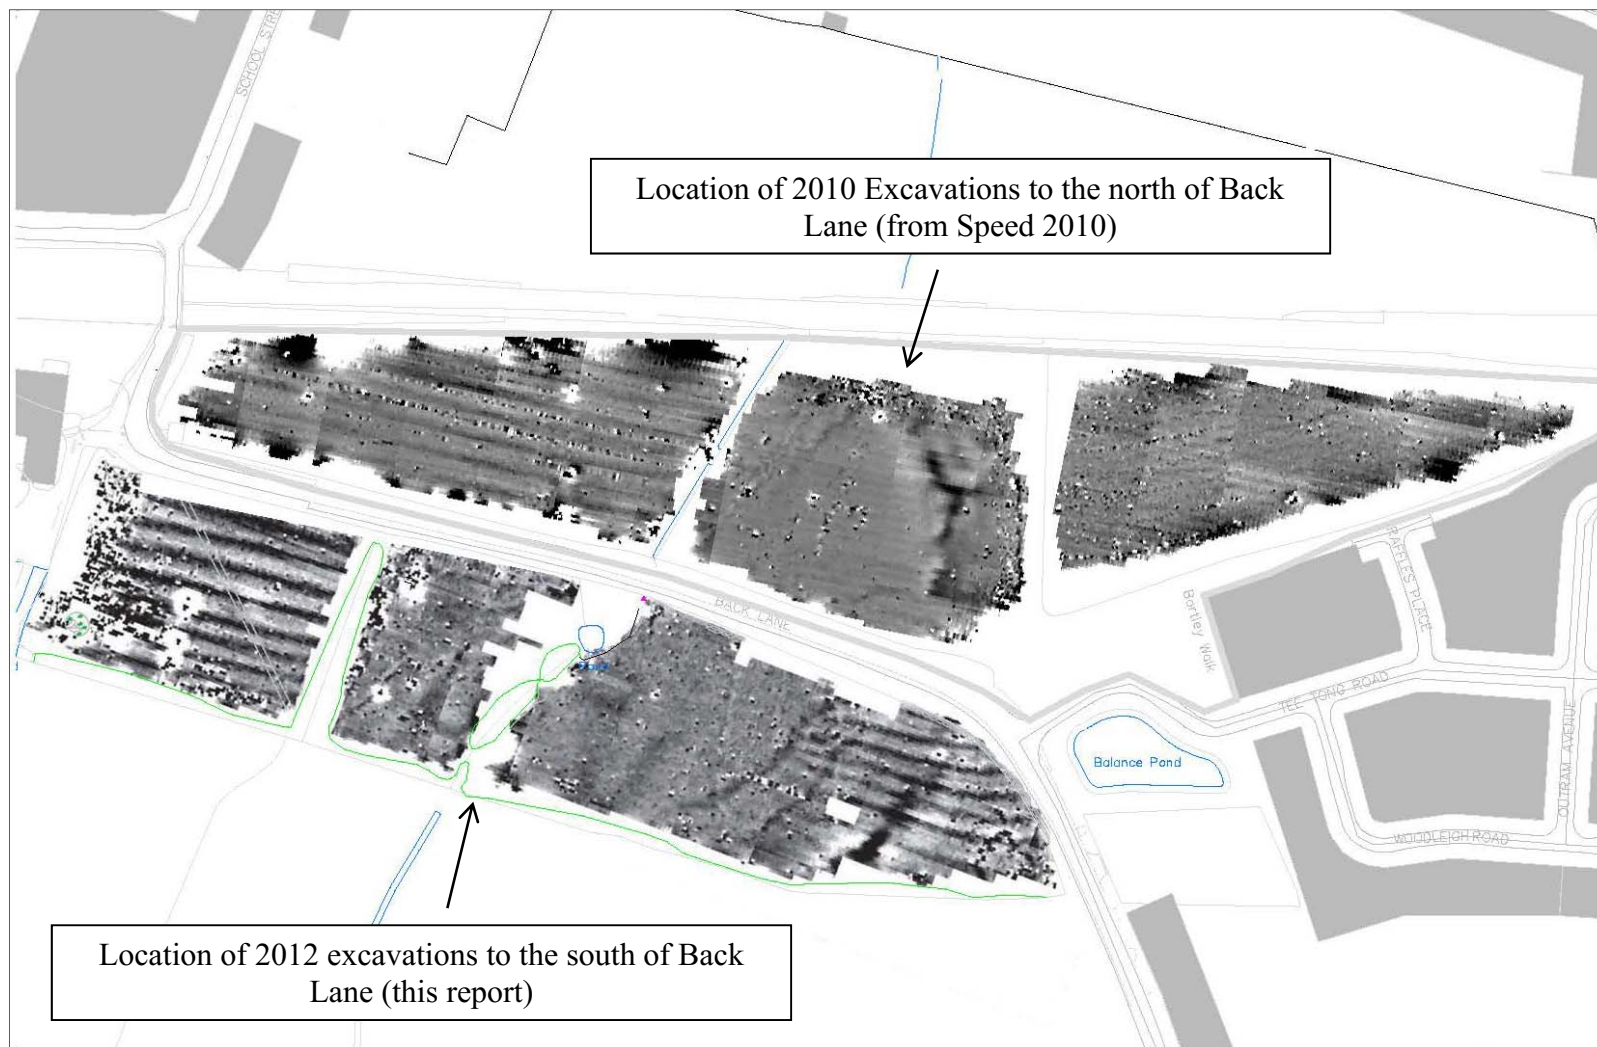 SCHOOL STRE
Location of 2010 Excavations to the north of Back
Lane (from Speed 2010)
BACK LANE
Bortley Walk
RAFFLES PLACE
TEE TONG ROAD
OUTRAM AVENUE
Balance Pond
WOODLEIGH ROAD
Location of 2012 excavations to the south of Back
Lane (this report)